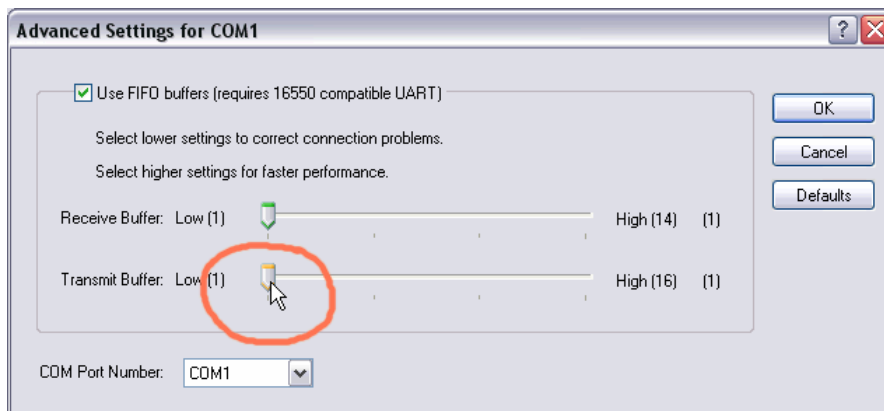 Advanced Settings for COM1
Use FIFO buffers (requires 16550 compatible UART)
OK
Select lower settings to correct connection problems.
Cancel
Select higher settings for faster performance.
Defaults
Receive Buffer: Low (1) High (14) (1)
Transmit Buffer: Low (1) High (16) (1)
COM Port Number: COM1